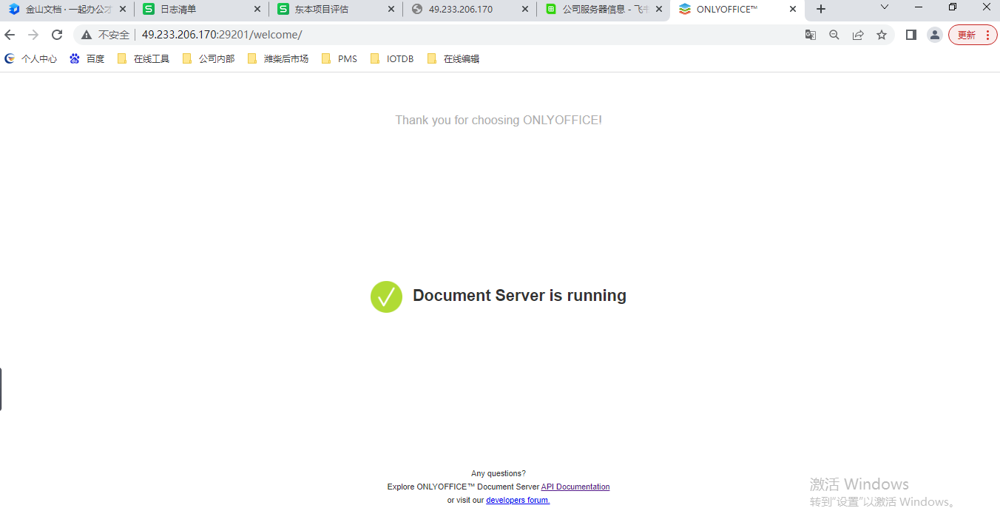 金山文档 · 一起办公才
日志清单
东本项目评估
49.233.206.170
公司服务器信息 - 飞书
ONLYOFFICE™
不安全
49.233.206.170:29201/welcome/
更新
个人中心
百度
在线工具
公司内部
潍柴后市场
PMS
IOTDB
在线编辑
Thank you for choosing ONLYOFFICE!
Document Server is running
Any questions?
Explore ONLYOFFICE™ Document Server API Documentation
or visit our developers forum.
激活 Windows
转到“设置”以激活 Windows。